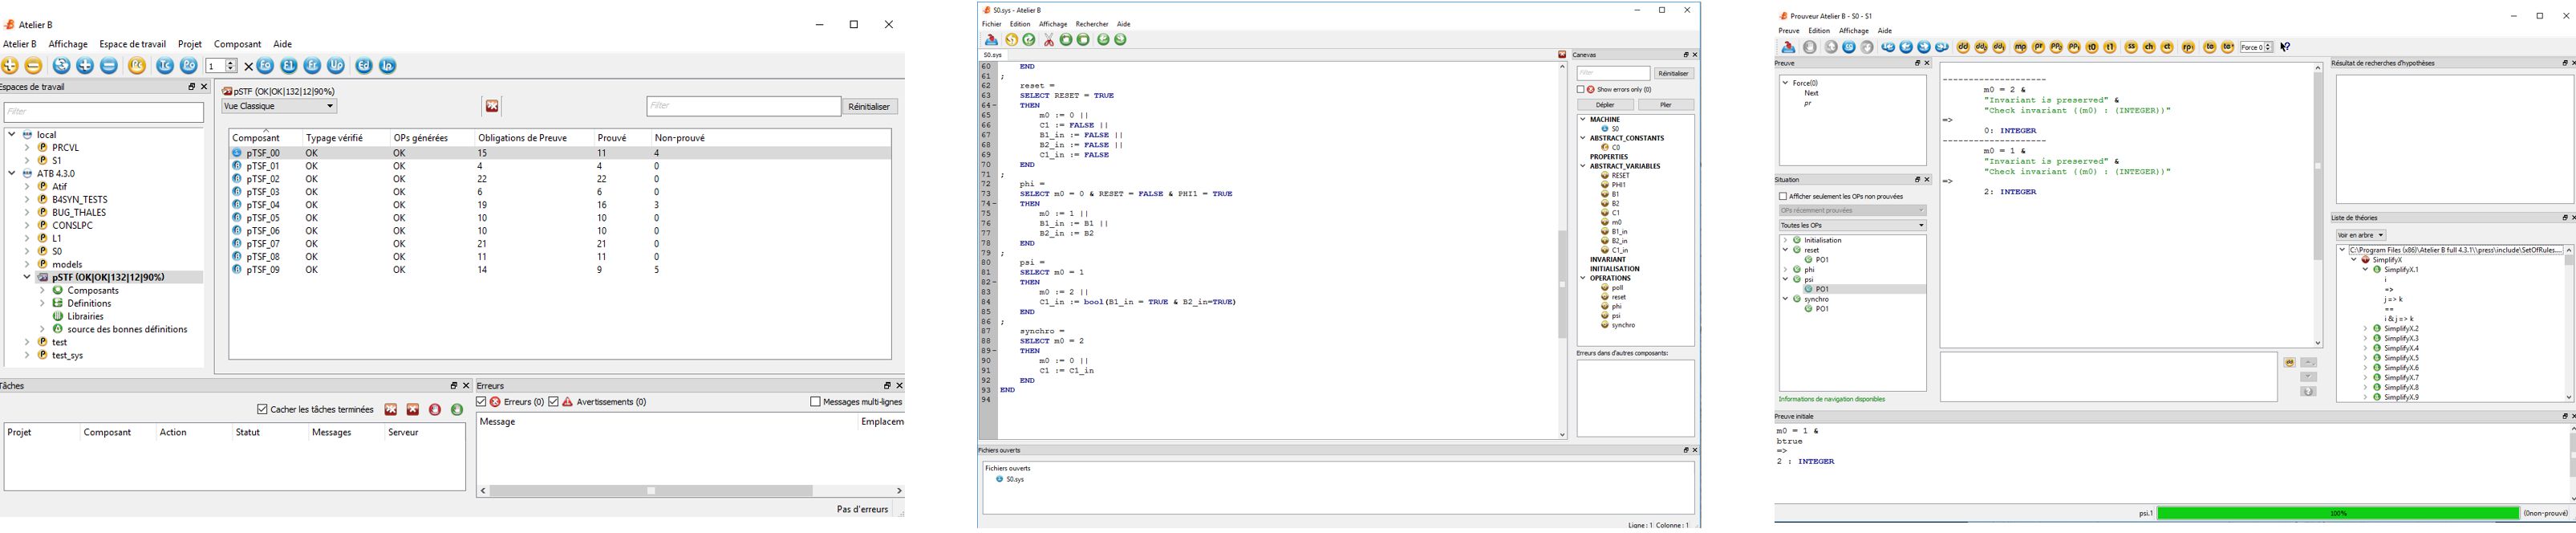 Atelier B
Atelier B Affichage Espace de travail Projet Composant Aide
1
Espaces de travail
Filter
local
PRCVL
S1
ATB 4.3.0
Atif
B4SYN_TESTS
BUG_THALES
CONSLPC
L1
S0
models
pSTF (OK|OK|132|12|90%)
Composants
Definitions
Librairies
source des bonnes définitions
test
test_sys
pSTF (OK|OK|132|12|90%)
Vue Classique
Filter
Réinitialiser
Composant Typage vérifié OPs générées Obligations de Preuve Prouvé Non-prouvé
pTSF_00 OK OK 15 11 4
pTSF_01 OK OK 4 4 0
pTSF_02 OK OK 22 22 0
pTSF_03 OK OK 6 6 0
pTSF_04 OK OK 19 16 3
pTSF_05 OK OK 10 10 0
pTSF_06 OK OK 10 10 0
pTSF_07 OK OK 21 21 0
pTSF_08 OK OK 11 11 0
pTSF_09 OK OK 14 9 5
Tâches
Cacher les tâches terminées
Projet Composant Action Statut Messages Serveur
Erreurs
Erreurs (0) Avertissements (0) Messages multi-lignes
Message Emplacem
Pas d'erreurs
S0.sys - Atelier B
Fichier Edition Affichage Rechercher Aide
S0.sys
60 END
61 ;
62 reset =
63 SELECT RESET = TRUE
64 THEN
65 m0 := 0 ||
66 C1 := FALSE ||
67 B1_in := FALSE ||
68 B2_in := FALSE ||
69 C1_in := FALSE
70 END
71 ;
72 phi =
73 SELECT m0 = 0 & RESET = FALSE & PHI1 = TRUE
74 THEN
75 m0 := 1 ||
76 B1_in := B1 ||
77 B2_in := B2
78 END
79 ;
80 psi =
81 SELECT m0 = 1
82 THEN
83 m0 := 2 ||
84 C1_in := bool(B1_in = TRUE & B2_in=TRUE)
85 END
86 ;
87 synchro =
88 SELECT m0 = 2
89 THEN
90 m0 := 0 ||
91 C1 := C1_in
92 END
93 END
94
Canevas
Filter
Réinitialiser
Show errors only (0)
Déplier Plier
MACHINE
S0
ABSTRACT_CONSTANTS
C0
PROPERTIES
ABSTRACT_VARIABLES
RESET
PHI1
B1
B2
C1
m0
B1_in
B2_in
C1_in
INVARIANT
INITIALISATION
OPERATIONS
poll
reset
phi
psi
synchro
Erreurs dans d'autres composants:
Fichiers ouverts
Fichiers ouverts
S0.sys
Ligne : 1 Colonne : 1
Prouveur Atelier B - S0 - S1
Preuve Edition Affichage Aide
Force 0
Preuve
Force(0)
Next
pr
Situation
Afficher seulement les OPs non prouvées
OPs récemment prouvées
Toutes les OPs
Initialisation
reset
PO1
phi
psi
PO1
synchro
PO1
Informations de navigation disponibles
m0 = 2 &
"Invariant is preserved" &
"Check invariant ((m0) : (INTEGER))"
=>
0: INTEGER
m0 = 1 &
"Invariant is preserved" &
"Check invariant ((m0) : (INTEGER))"
=>
2: INTEGER
Résultat de recherches d'hypothèses
Liste de théories
Voir en arbre
C:\Program Files (x86)\Atelier B full 4.3.1\\press\include\SetOfRules....
SimplifyX
SimplifyX.1
i
=>
j => k
==
i & j => k
SimplifyX.2
SimplifyX.3
SimplifyX.4
SimplifyX.5
SimplifyX.6
SimplifyX.7
SimplifyX.8
SimplifyX.9
Preuve initiale
m0 = 1 &
btrue
=>
2 : INTEGER
psi.1 100% (0non-prouvé)